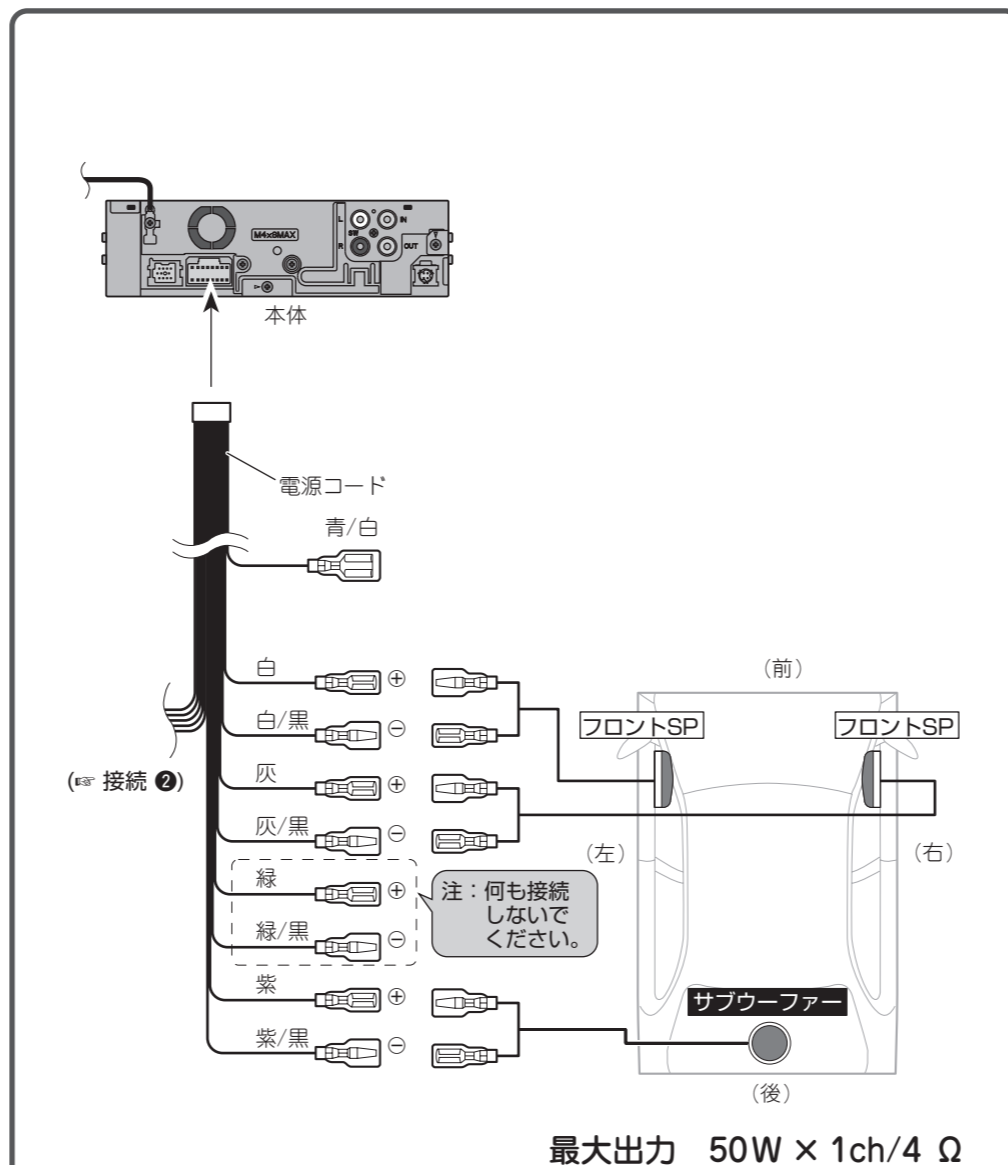 L
IN
SW
R
OUT
M4x8MAX
本体
電源コード
青/白
白
⊕
白/黒
⊖
灰
⊕
灰/黒
⊖
緑
⊕
緑/黒
⊖
紫
⊕
紫/黒
⊖
(☞ 接続 ❷)
注：何も接続
しないで
ください。
（前）
フロントSP
フロントSP
（左）
（右）
サブウーファー
（後）
最大出力　50W × 1ch/4 Ω